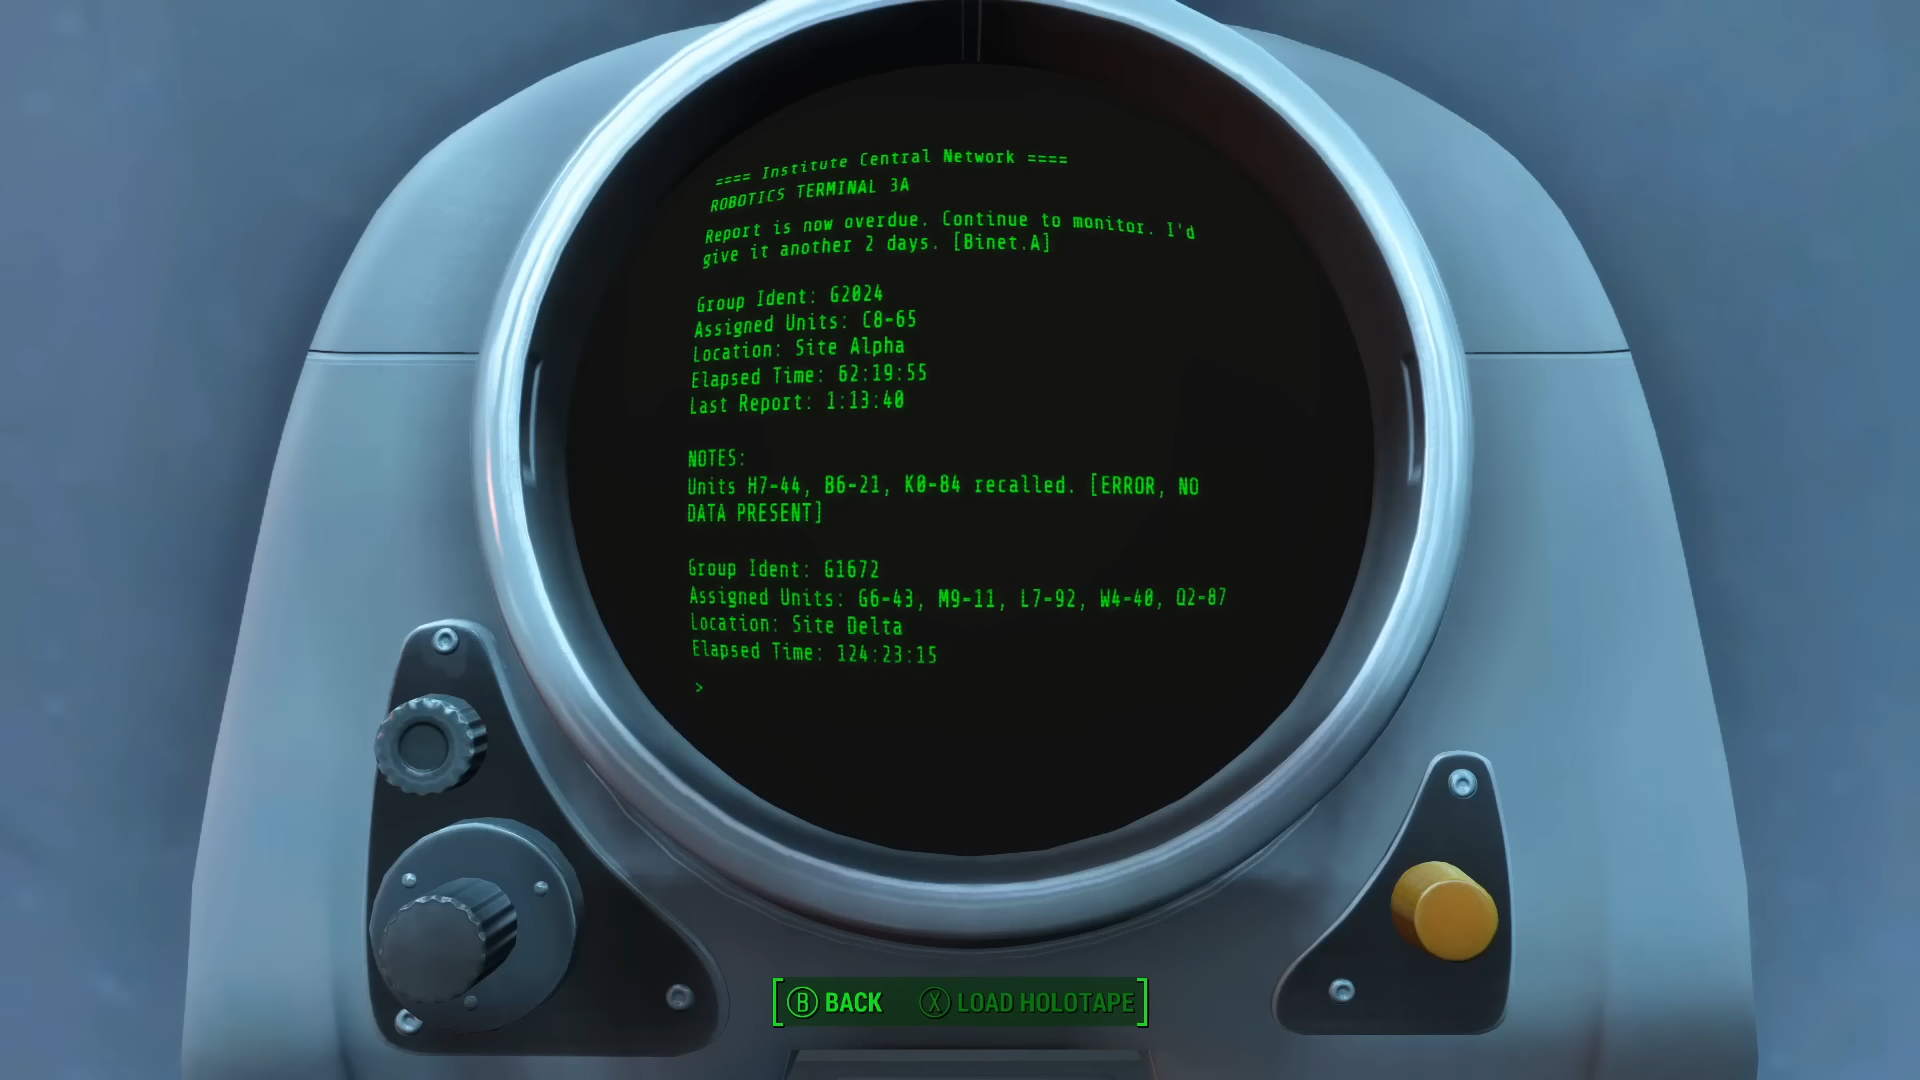 ==== Institute Central Network ====
ROBOTICS TERMINAL 3A
Report is now overdue. Continue to monitor. I'd
give it another 2 days. [Binet.A]
Group Ident: G2024
Assigned Units: C8-65
Location: Site Alpha
Elapsed Time: 62:19:55
Last Report: 1:13:40
NOTES:
Units H7-44, B6-21, K0-84 recalled. [ERROR, NO
DATA PRESENT]
Group Ident: G1672
Assigned Units: G6-43, M9-11, L7-92, W4-40, Q2-87
Location: Site Delta
Elapsed Time: 124:23:15
>
[Ⓑ BACK Ⓧ LOAD HOLOTAPE]